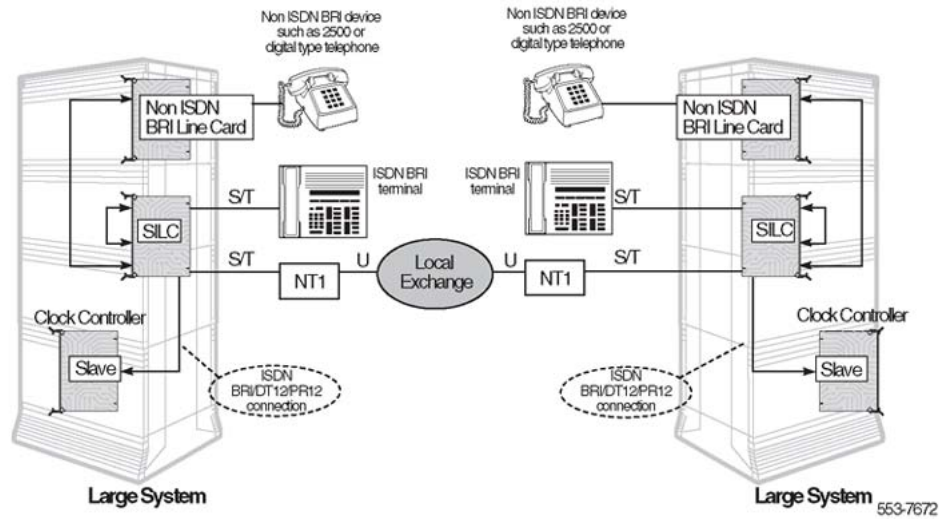 Non ISDN BRI device
such as 2500 or
digital type telephone
Non ISDN BRI device
such as 2500 or
digital type telephone
Non ISDN
BRI Line Card
Non ISDN
BRI Line Card
ISDN BRI
terminal
ISDN BRI
terminal
S/T
S/T
SILC
SILC
S/T
U
Local
Exchange
U
S/T
NT1
NT1
Clock Controller
Clock Controller
Slave
Slave
ISDN
BRI/DT12/PR12
connection
ISDN
BRI/DT12/PR12
connection
Large System
Large System
553-7672